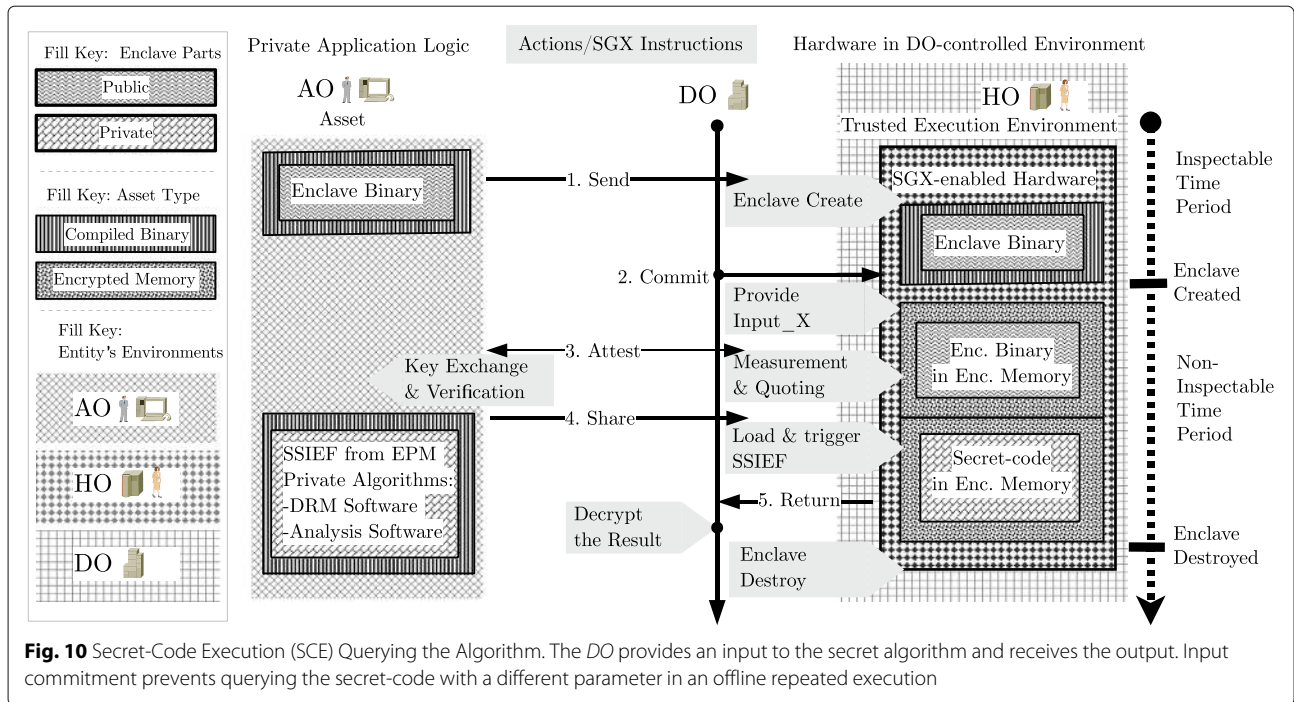 Fill Key: Enclave Parts
Public
Private
Fill Key: Asset Type
Compiled Binary
Encrypted Memory
Fill Key:
Entity's Environments
AO
HO
DO
Private Application Logic
AO
Asset
Enclave Binary
SSIEF from EPM
Private Algorithms:
-DRM Software
-Analysis Software
Actions/SGX Instructions
DO
1. Send
Enclave Create
2. Commit
Provide
Input_X
3. Attest
Key Exchange
& Verification
Measurement
& Quoting
4. Share
Load & trigger
SSIEF
5. Return
Decrypt
the Result
Enclave
Destroy
Hardware in DO-controlled Environment
HO
Trusted Execution Environment
SGX-enabled Hardware
Enclave Binary
Enc. Binary
in Enc. Memory
Secret-code
in Enc. Memory
Inspectable
Time
Period
Enclave
Created
Non-
Inspectable
Time
Period
Enclave
Destroyed
Fig. 10 Secret-Code Execution (SCE) Querying the Algorithm. The DO provides an input to the secret algorithm and receives the output. Input
commitment prevents querying the secret-code with a different parameter in an offline repeated execution